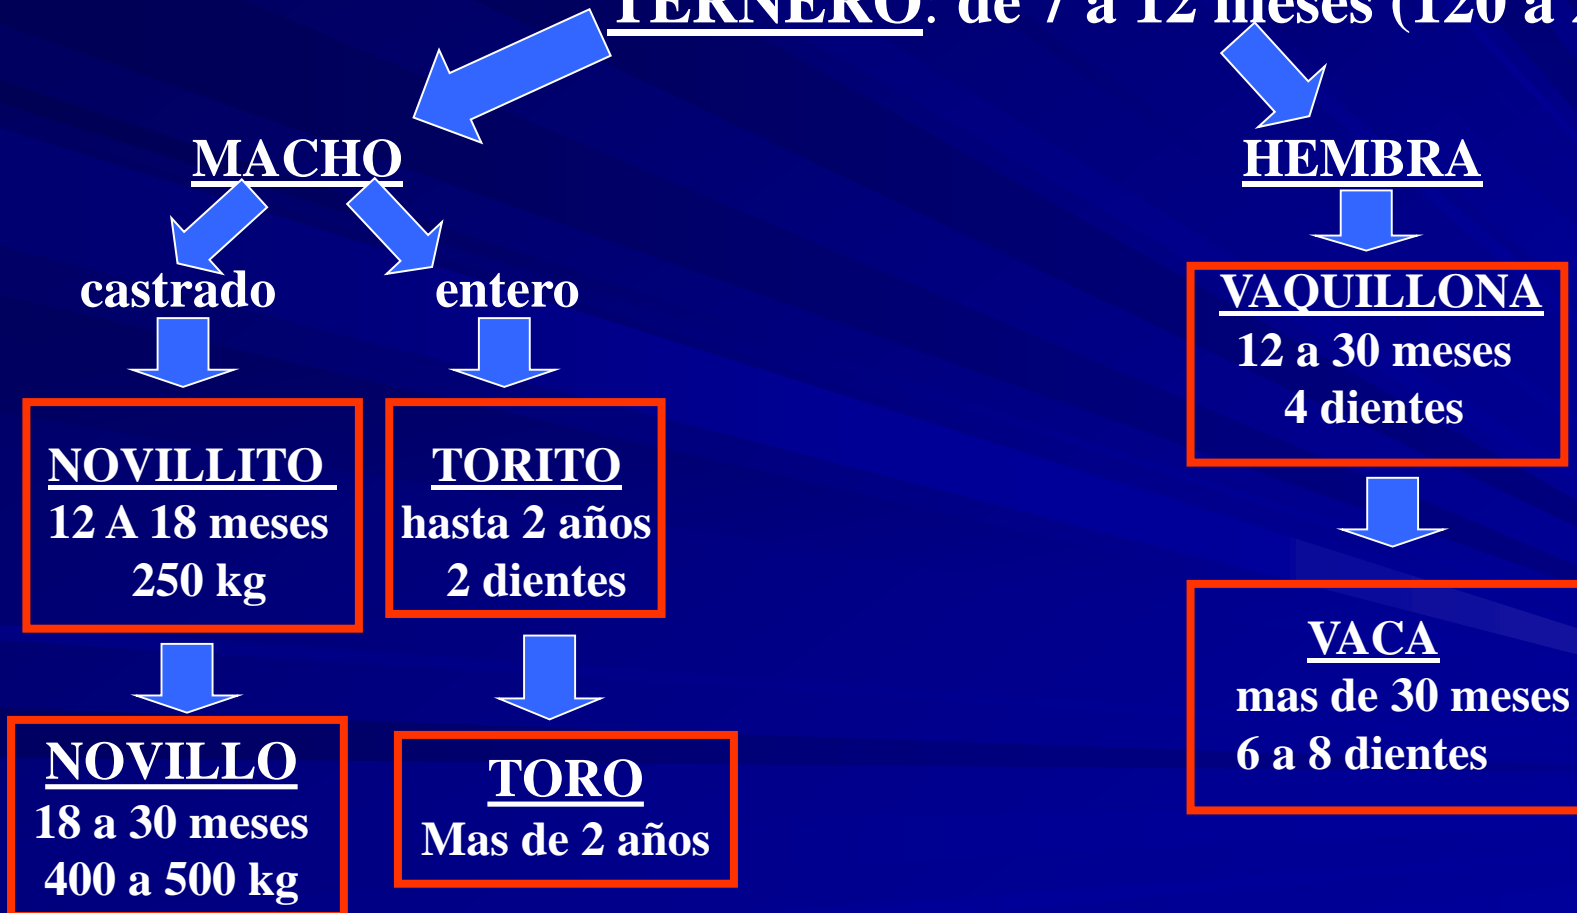 TERNERO: de 7 a 12 meses (120 a
MACHO
HEMBRA
castrado
entero
VAQUILLONA
12 a 30 meses
4 dientes
NOVILLITO
12 A 18 meses
250 kg
TORITO
hasta 2 años
2 dientes
VACA
mas de 30 meses
6 a 8 dientes
NOVILLO
18 a 30 meses
400 a 500 kg
TORO
Mas de 2 años